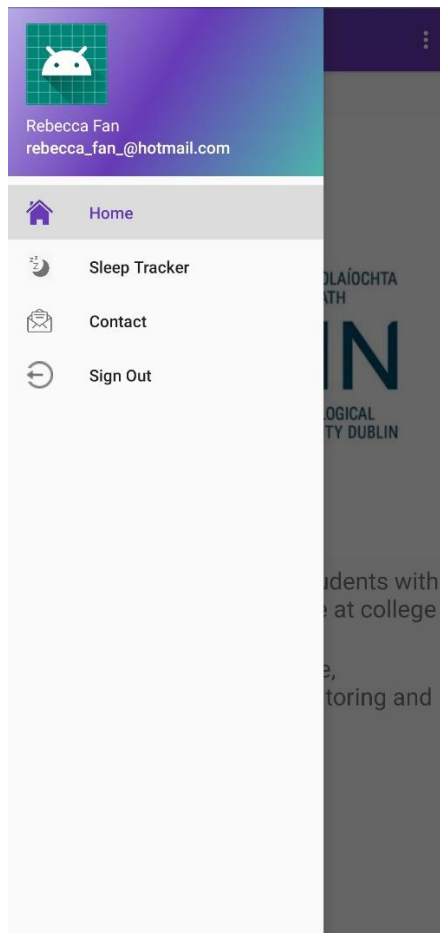 Rebecca Fan
rebecca_fan_@hotmail.com
Home
Sleep Tracker
Contact
Sign Out
OLAÍOCHTA
ATH
IN
OGICAL
TY DUBLIN
udents with
at college
toring and